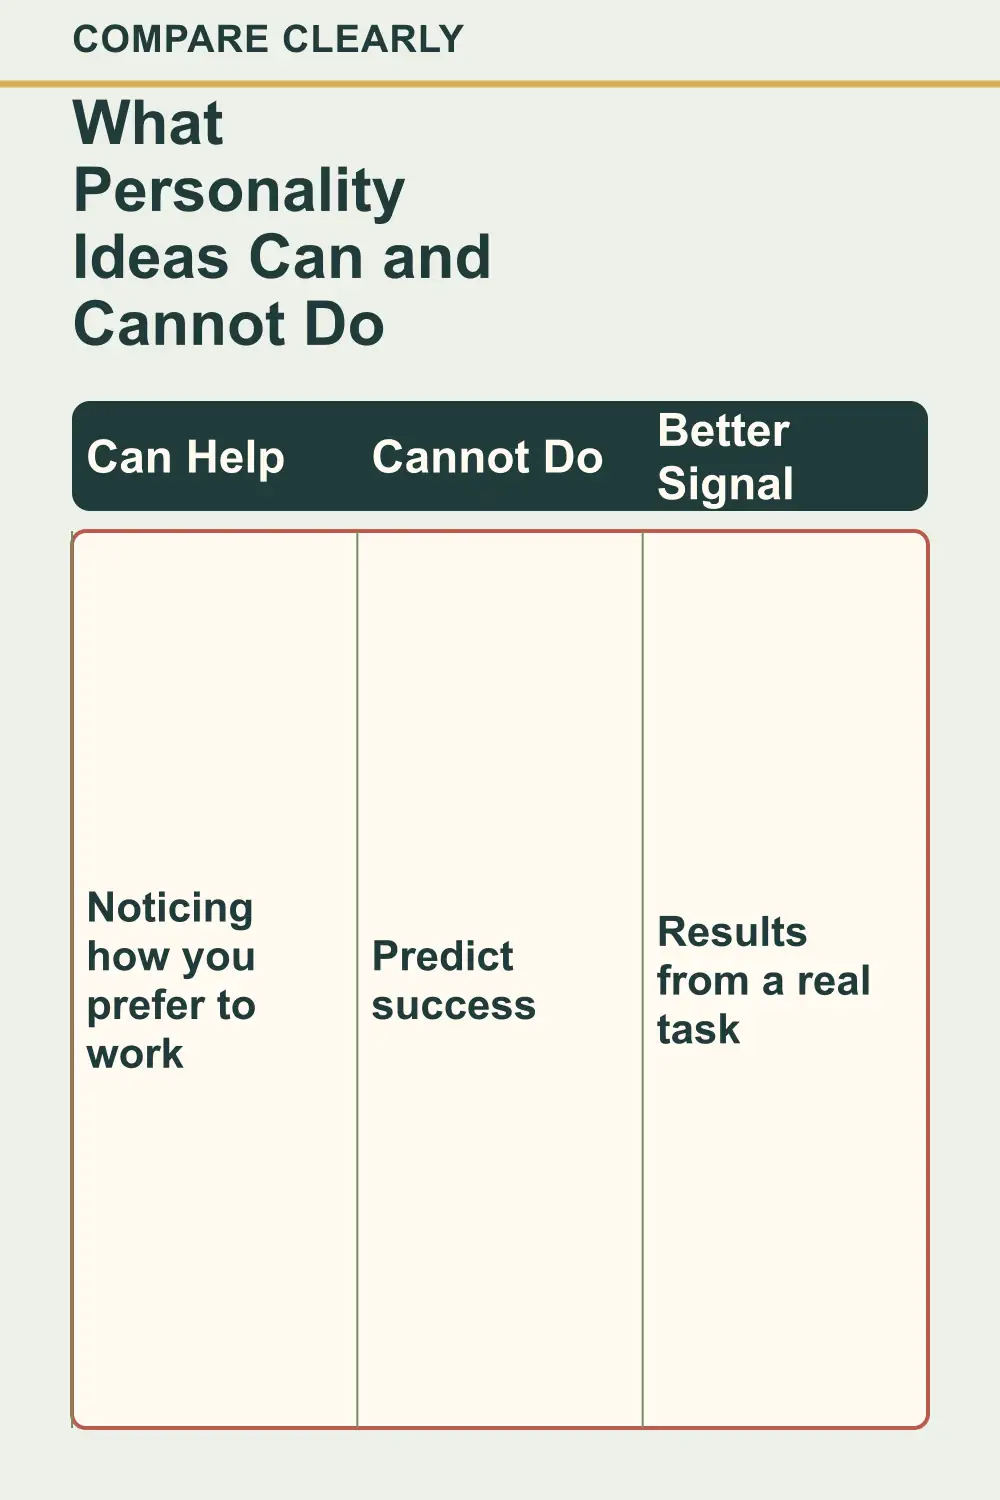 COMPARE CLEARLY
What
Personality
Ideas Can and
Cannot Do
Can Help
Cannot Do
Better
Signal
Noticing
how you
prefer to
work
Predict
success
Results
from a real
task